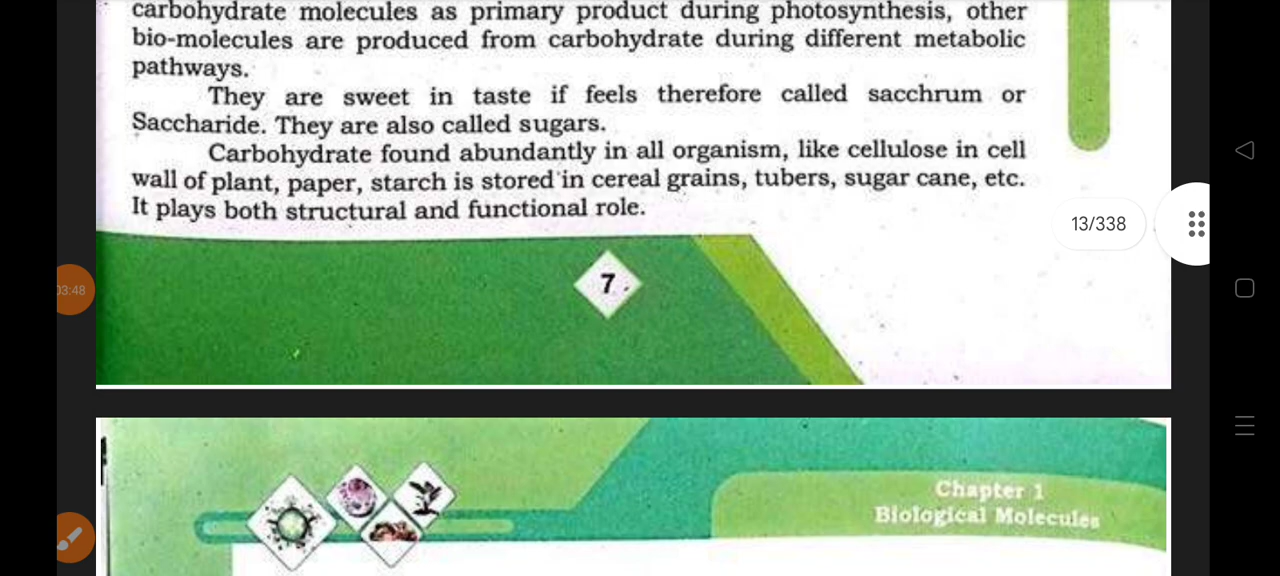 carbohydrate molecules as primary product during photosynthesis, other
bio-molecules are produced from carbohydrate during different metabolic
pathways.
They are sweet in taste if feels therefore called sacchrum or
Saccharide. They are also called sugars.
Carbohydrate found abundantly in all organism, like cellulose in cell
wall of plant, paper, starch is stored in cereal grains, tubers, sugar cane, etc.
It plays both structural and functional role.
13/338
03:48
7
Chapter 1
Biological Molecules